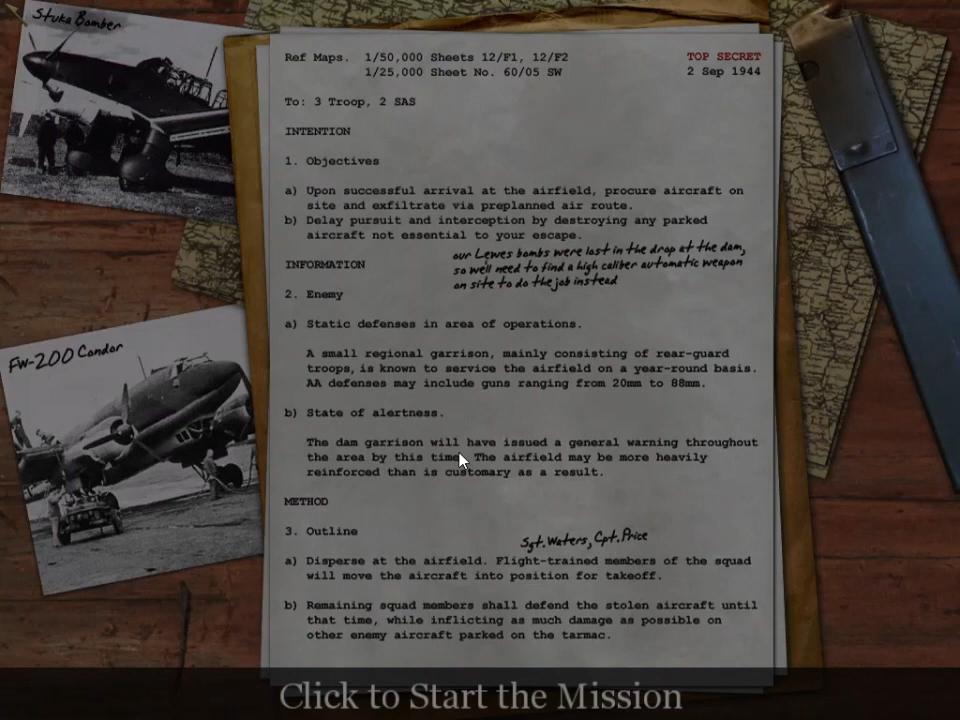 Stuka Bomber
Ref Maps. 1/50,000 Sheets 12/F1, 12/F2
1/25,000 Sheet No. 60/05 SW
TOP SECRET
2 Sep 1944
To: 3 Troop, 2 SAS
INTENTION
1. Objectives
a) Upon successful arrival at the airfield, procure aircraft on
site and exfiltrate via preplanned air route.
b) Delay pursuit and interception by destroying any parked
aircraft not essential to your escape.
our Lewes bombs were lost in the drop at the dam,
so we'll need to find a high caliber automatic weapon
on site to do the job instead
INFORMATION
2. Enemy
a) Static defenses in area of operations.
A small regional garrison, mainly consisting of rear-guard
troops, is known to service the airfield on a year-round basis.
AA defenses may include guns ranging from 20mm to 88mm.
b) State of alertness.
The dam garrison will have issued a general warning throughout
the area by this time. The airfield may be more heavily
reinforced than is customary as a result.
METHOD
3. Outline
Sgt. Waters, Cpt. Price
a) Disperse at the airfield. Flight-trained members of the squad
will move the aircraft into position for takeoff.
b) Remaining squad members shall defend the stolen aircraft until
that time, while inflicting as much damage as possible on
other enemy aircraft parked on the tarmac.
FW-200 Condor
Click to Start the Mission